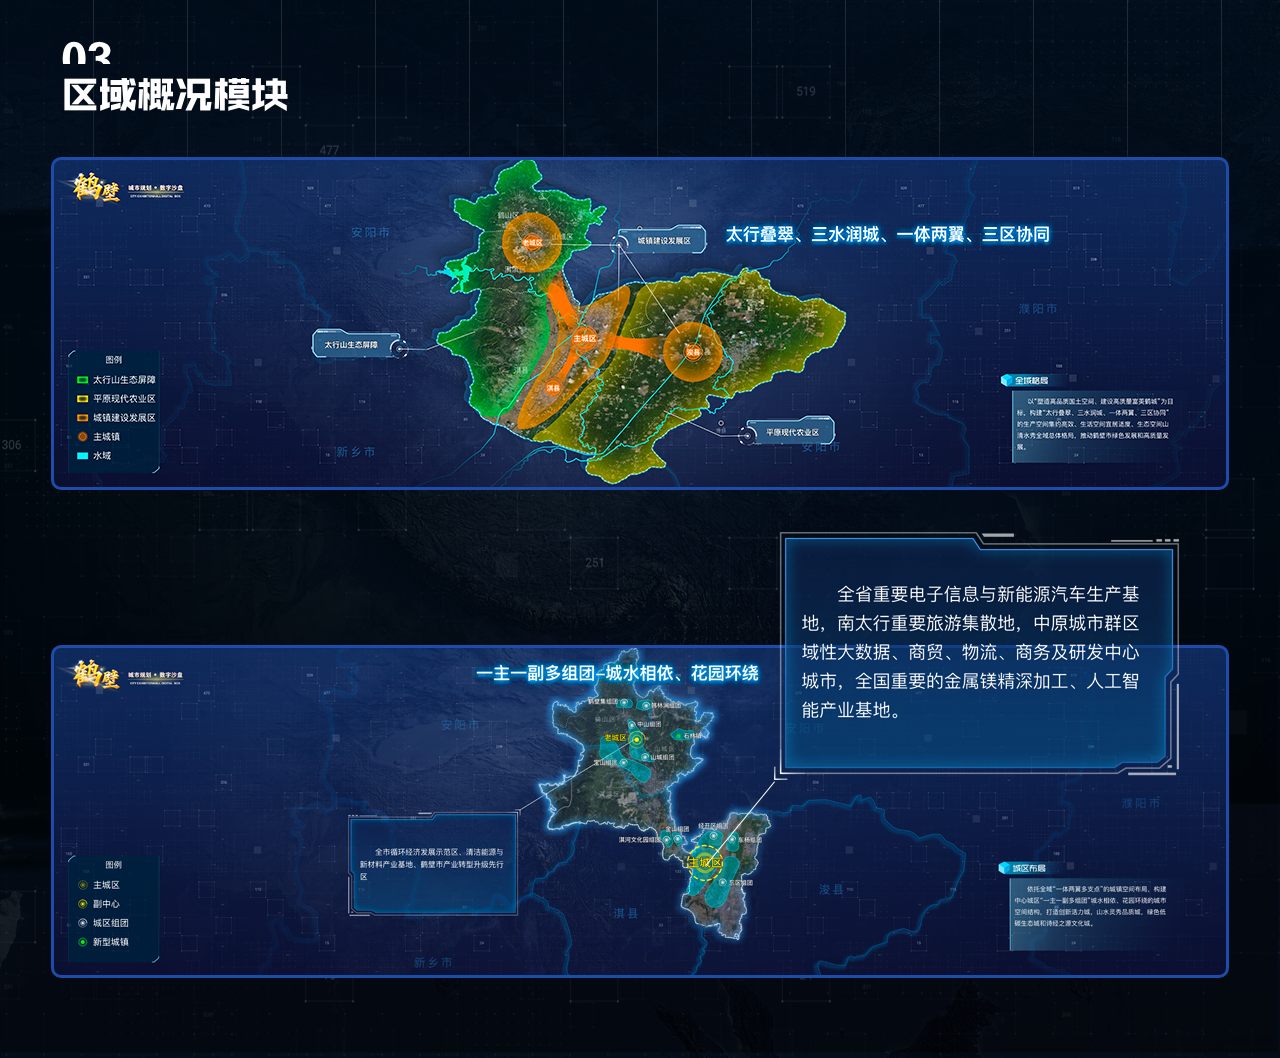 03
区域概况模块
519
477
鹤壁
城市规划·数字沙盘
安阳市
鹤山区
老城区
城镇建设发展区
太行叠翠、三水润城、一体两翼、三区协同
濮阳市
太行山生态屏障
主城区
浚县
淇县
淇县
图例
太行山生态屏障
平原现代农业区
城镇建设发展区
主城镇
水域
全域格局
以“塑造高品质国土空间、建设高质量富美鹤城”为目
标，构建“太行叠翠、三水润城、一体两翼、三区协同”
的生产空间集约高效、生活空间宜居适度、生态空间山
清水秀全域总体格局，推动鹤壁市绿色发展和高质量发
展。
平原现代农业区
安阳市
新乡市
306
251
全省重要电子信息与新能源汽车生产基
地，南太行重要旅游集散地，中原城市群区
域性大数据、商贸、物流、商务及研发中心
城市，全国重要的金属镁精深加工、人工智
能产业基地。
鹤壁
城市规划·数字沙盘
一主一副多组团-城水相依、花园环绕
安阳市
鹤壁集组团
韩林涧组团
中山组团
老城区
石林镇
山城区
山城组团
宝山组团
濮阳市
金山组团
经开区组团
淇河文化园组团
东杨组团
主城区
东区组团
浚县
淇县
新乡市
全市循环经济发展示范区、清洁能源与
新材料产业基地、鹤壁市产业转型升级先行
区
图例
主城区
副中心
城区组团
新型城镇
城区布局
依托全域“一体两翼多支点”的城镇空间布局，构建
中心城区“一主一副多组团”城水相依、花园环绕的城市
空间结构，打造创新活力城，山水灵秀品质城，绿色低
碳生态城和诗经之源文化城。